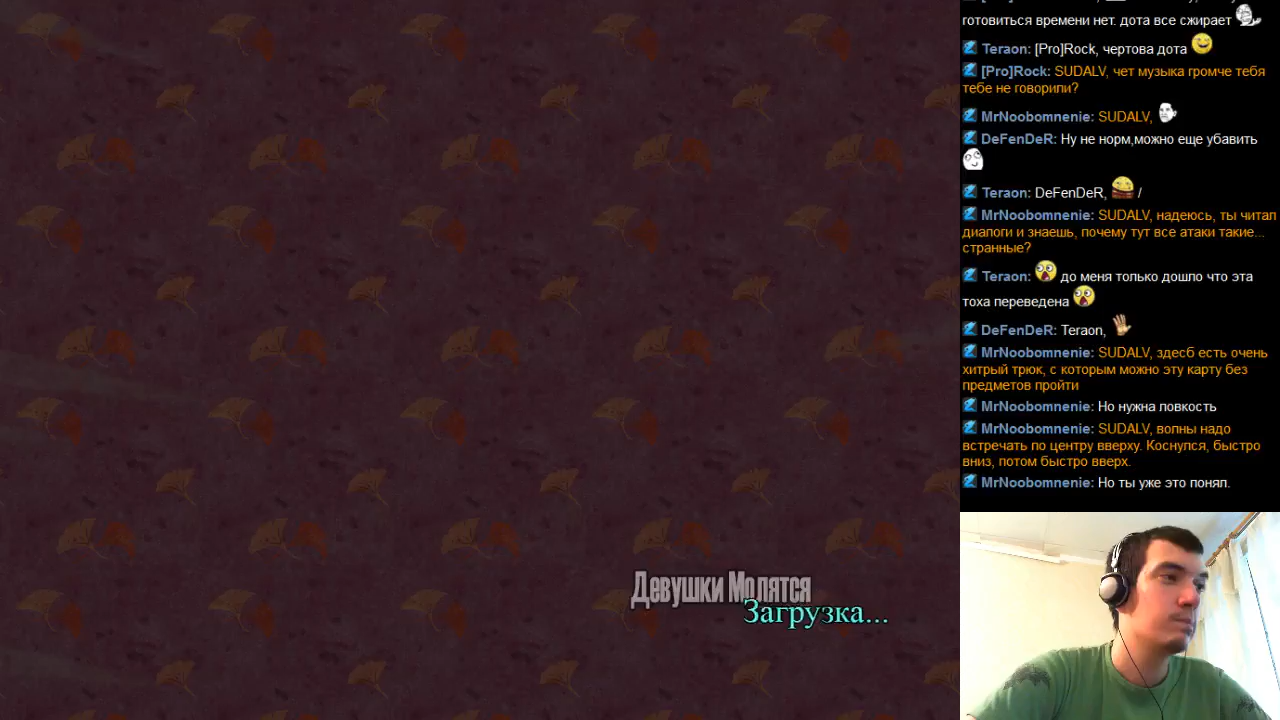 готовиться времени нет. дота все сжирает
Teraon: [Pro]Rock, чертова дота
[Pro]Rock: SUDALV, чет музыка громче тебя
тебе не говорили?
MrNoobomnenie: SUDALV,
DeFenDeR: Ну не норм,можно еще убавить
Teraon: DeFenDeR, /
MrNoobomnenie: SUDALV, надеюсь, ты читал
диалоги и знаешь, почему тут все атаки такие...
странные?
Teraon: до меня только дошло что эта
тоха переведена
DeFenDeR: Teraon,
MrNoobomnenie: SUDALV, здесб есть очень
хитрый трюк, с которым можно эту карту без
предметов пройти
MrNoobomnenie: Но нужна ловкость
MrNoobomnenie: SUDALV, вопны надо
встречать по центру вверху. Коснулся, быстро
вниз, потом быстро вверх.
MrNoobomnenie: Но ты уже это понял.
Девушки Молятся
Загрузка...